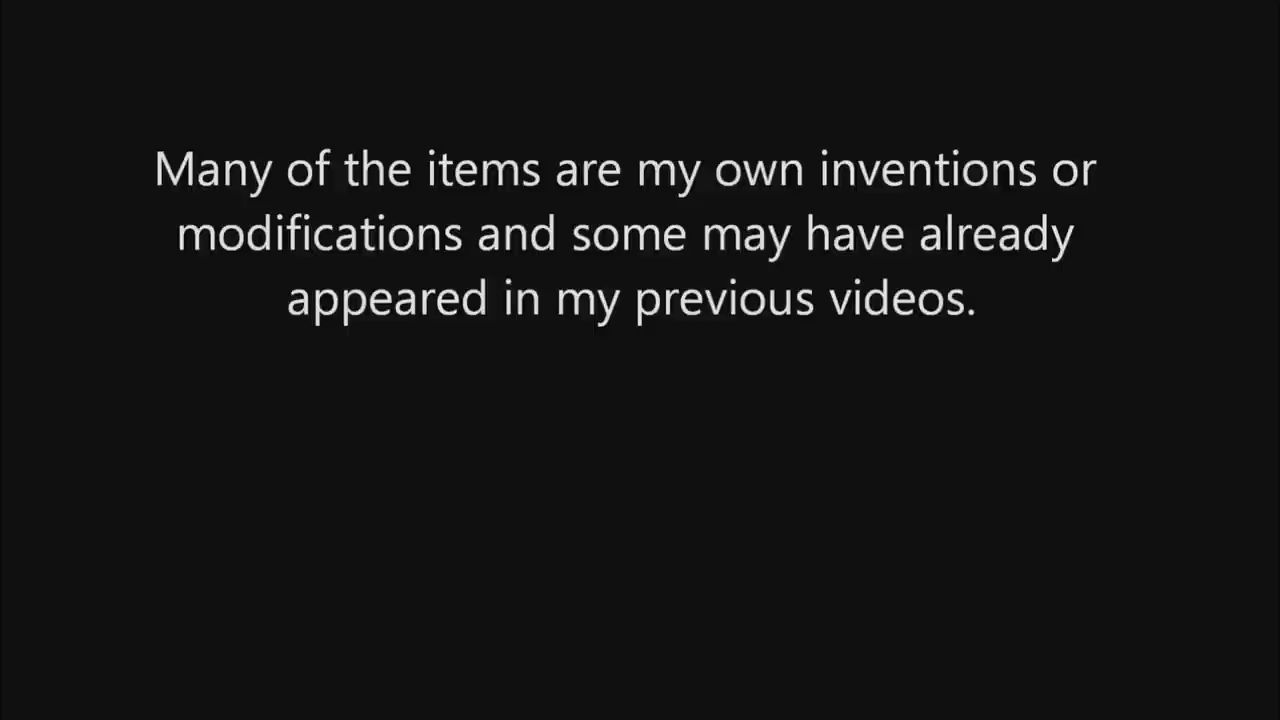 Many of the items are my own inventions or
modifications and some may have already
appeared in my previous videos.